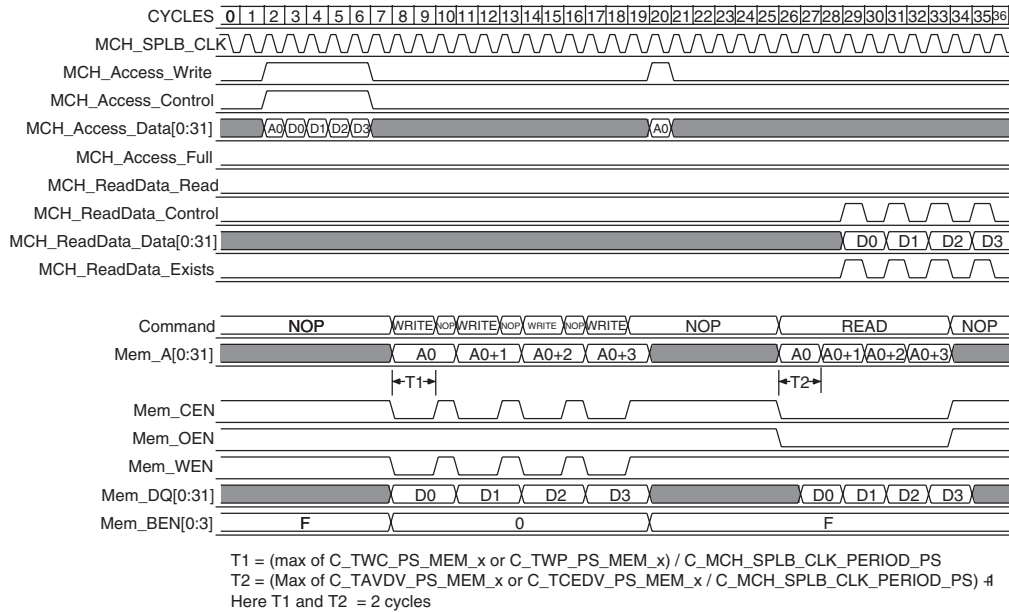 CYCLES 0 1 2 3 4 5 6 7 8 9 10 11 12 13 14 15 16 17 18 19 20 21 22 23 24 25 26 27 28 29 30 31 32 33 34 35 36
MCH_SPLB_CLK
MCH_Access_Write
MCH_Access_Control
MCH_Access_Data[0:31] A0 D0 D1 D2 D3 A0
MCH_Access_Full
MCH_ReadData_Read
MCH_ReadData_Control
MCH_ReadData_Data[0:31] D0 D1 D2 D3
MCH_ReadData_Exists
Command NOP WRITE NOP WRITE NOP WRITE NOP WRITE NOP READ NOP
Mem_A[0:31] A0 A0+1 A0+2 A0+3 A0 A0+1 A0+2 A0+3
T1 T2
Mem_CEN
Mem_OEN
Mem_WEN
Mem_DQ[0:31] D0 D1 D2 D3 D0 D1 D2 D3
Mem_BEN[0:3] F 0 F
T1 = (max of C_TWC_PS_MEM_x or C_TWP_PS_MEM_x) / C_MCH_SPLB_CLK_PERIOD_PS
T2 = (Max of C_TAVDV_PS_MEM_x or C_TCEDV_PS_MEM_x / C_MCH_SPLB_CLK_PERIOD_PS) +1
Here T1 and T2 = 2 cycles